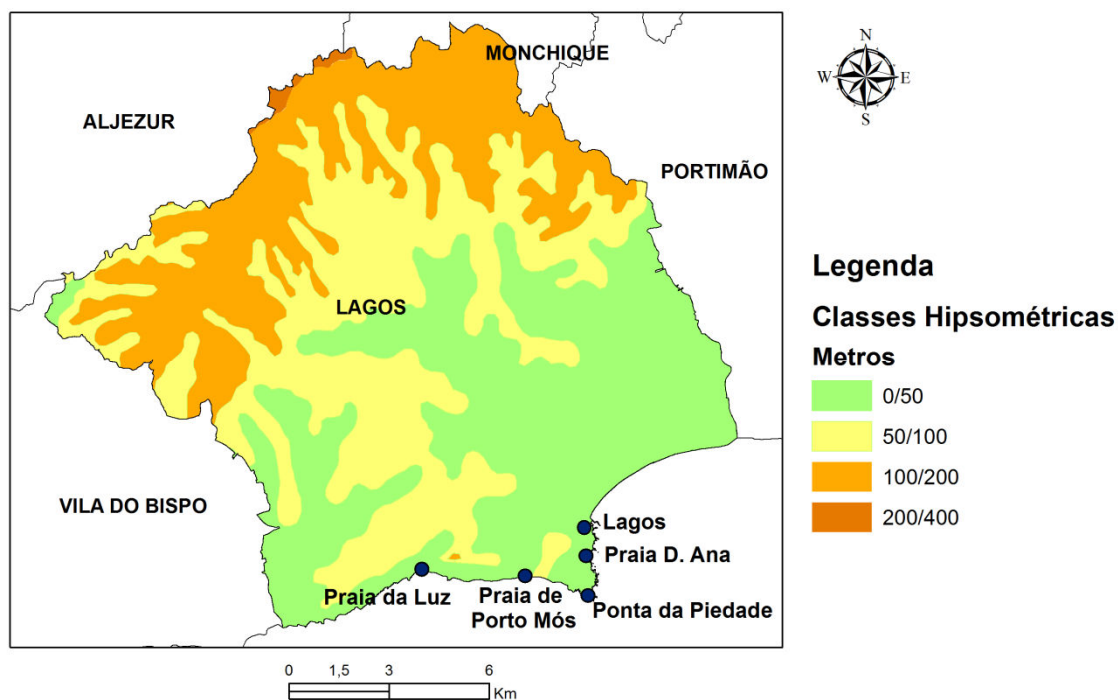 MONCHIQUE
N
W E
S
ALJEZUR
PORTIMÃO
LAGOS
VILA DO BISPO
Lagos
Praia D. Ana
Praia da Luz
Praia de
Porto Mós
Ponta da Piedade
Legenda
Classes Hipsométricas
Metros
0/50
50/100
100/200
200/400
0 1,5 3 6
Km